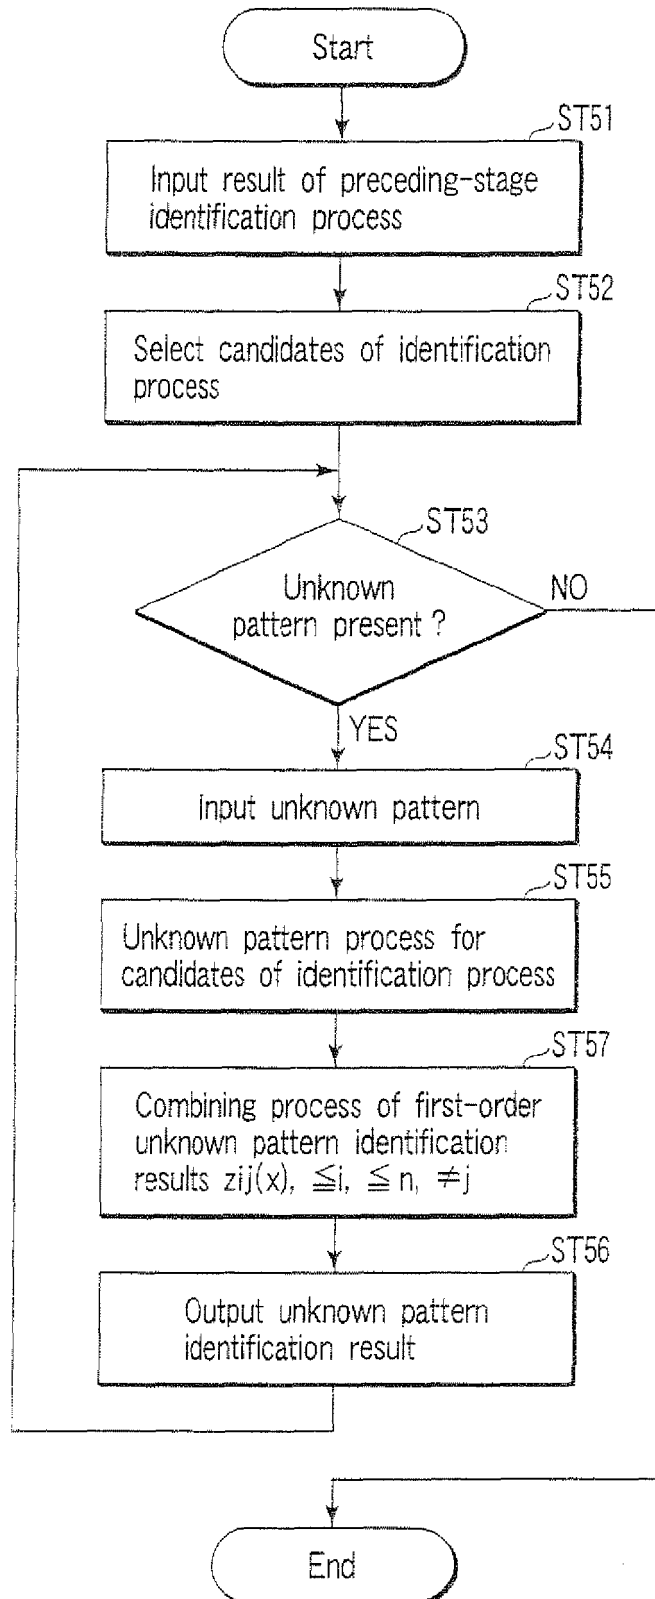 Start
ST51
Input result of preceding-stage
identification process
ST52
Select candidates of identification
process
ST53
Unknown
pattern present ?
NO
YES
ST54
Input unknown pattern
ST55
Unknown pattern process for
candidates of identification process
ST57
Combining process of first-order
unknown pattern identification
results zij(x), ≦i, ≦n, ≠j
ST56
Output unknown pattern
identification result
End